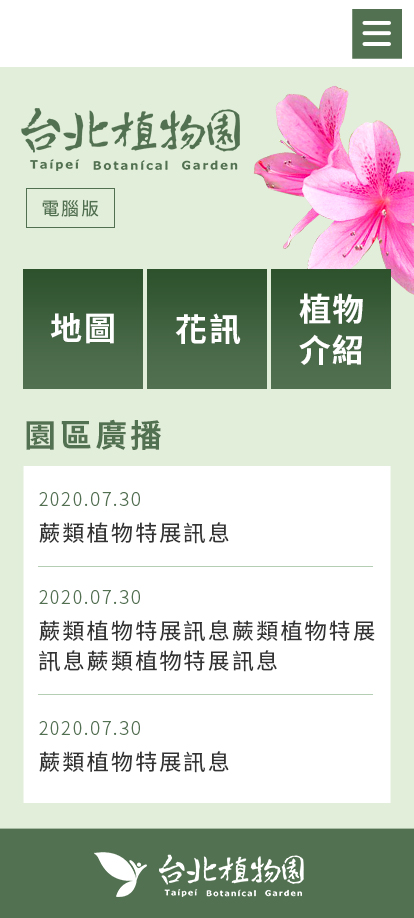 台北植物園
Taípeí Botanícal Garden
電腦版
地圖
花訊
植物
介紹
園區廣播
2020.07.30
蕨類植物特展訊息
2020.07.30
蕨類植物特展訊息蕨類植物特展
訊息蕨類植物特展訊息
2020.07.30
蕨類植物特展訊息
台北植物園
Taípeí Botanícal Garden